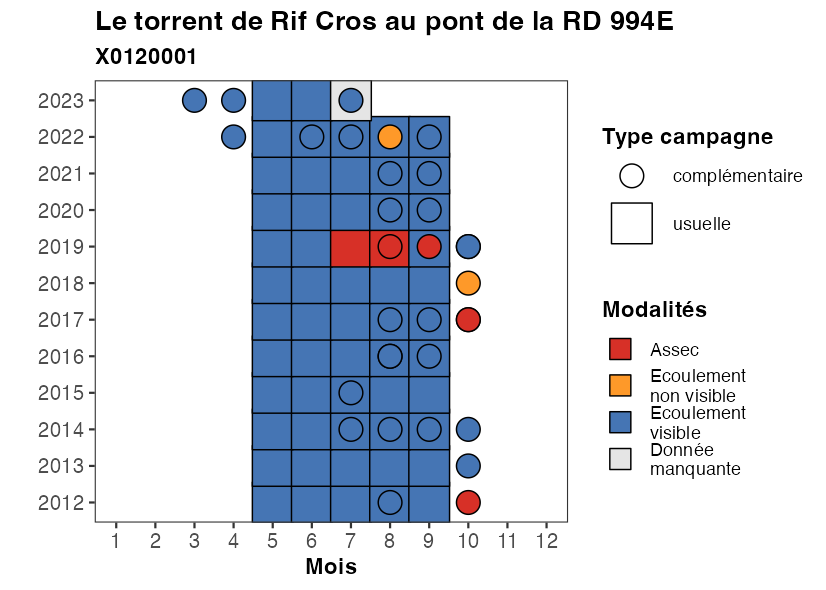 Le torrent de Rif Cros au pont de la RD 994E
X0120001
2023
2022
2021
2020
2019
2018
2017
2016
2015
2014
2013
2012
1 2 3 4 5 6 7 8 9 10 11 12
Mois
Type campagne
complémentaire
usuelle
Modalités
Assec
Ecoulement
non visible
Ecoulement
visible
Donnée
manquante